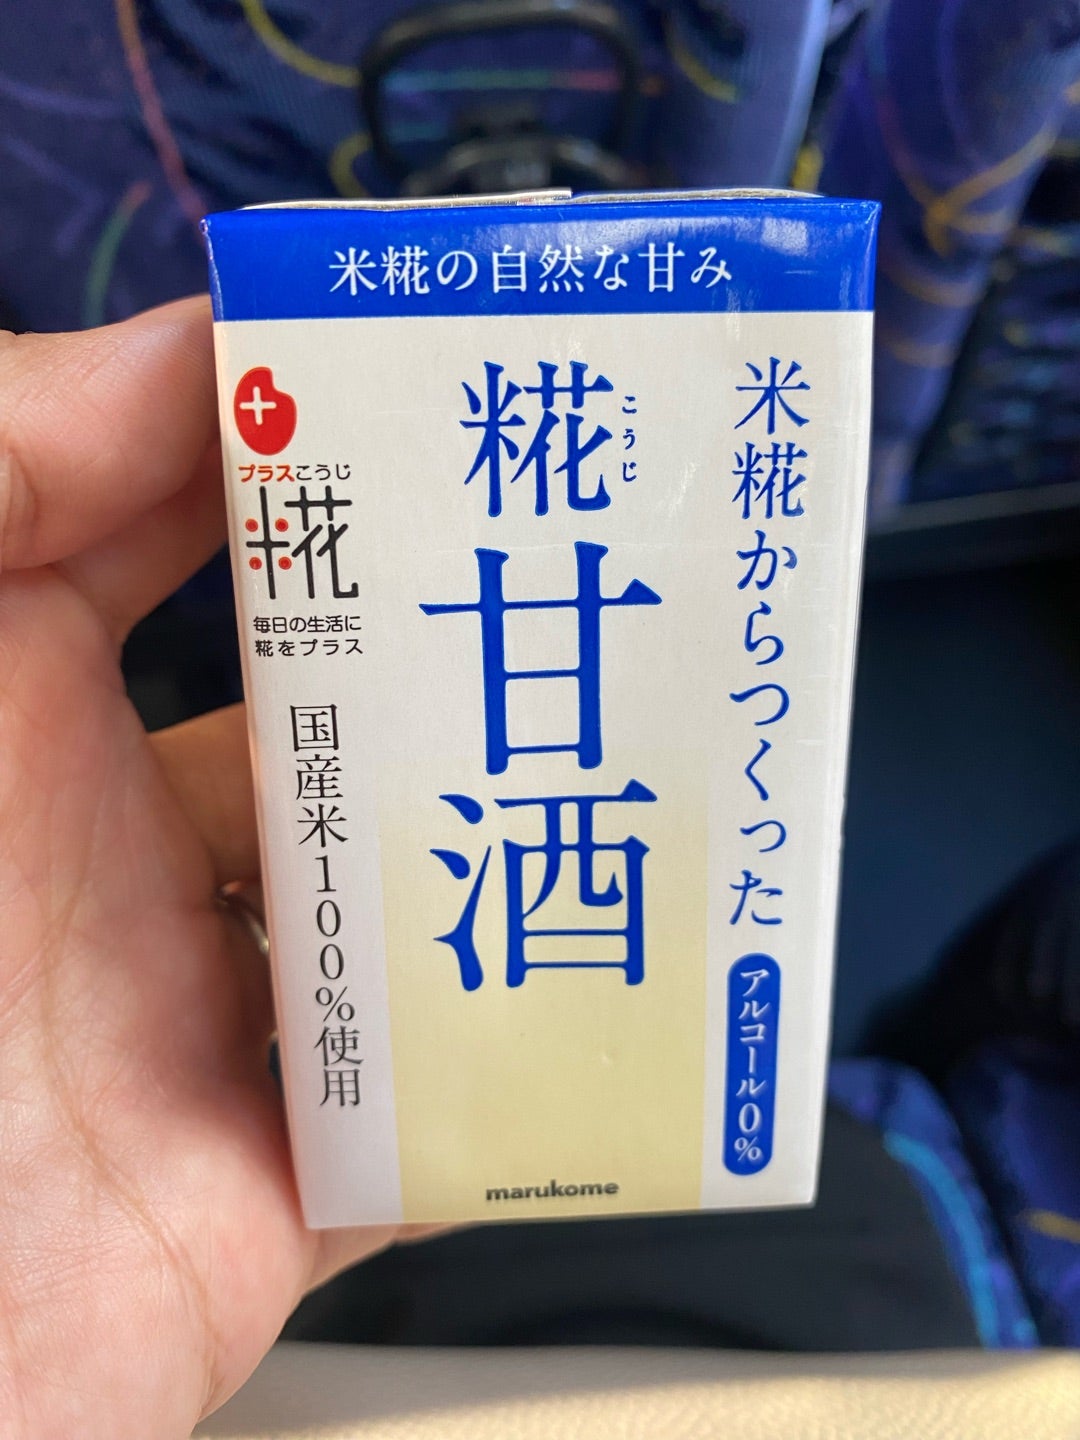 米糀の自然な甘み
米糀からつくった
アルコール0%
糀甘酒
こうじ
プラスこうじ
糀
毎日の生活に
糀をプラス
国産米100%使用
marukome